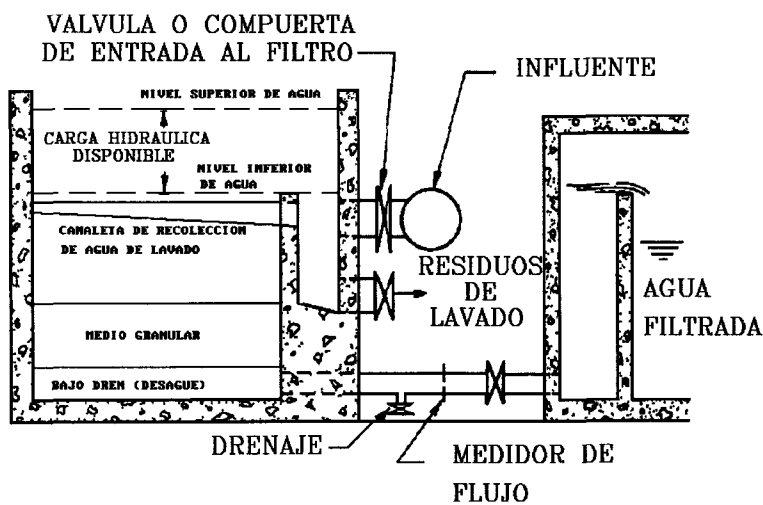 VALVULA O COMPUERTA
DE ENTRADA AL FILTRO
INFLUENTE
NIVEL SUPERIOR DE AGUA
CARGA HIDRAULICA
DISPONIBLE
NIVEL INFERIOR
DE AGUA
CANALETA DE RECOLECCION
DE AGUA DE LAVADO
RESIDUOS
DE
LAVADO
AGUA
FILTRADA
MEDIO GRANULAR
BAJO DREM (DESAGUE)
DRENAJE
MEDIDOR DE
FLUJO